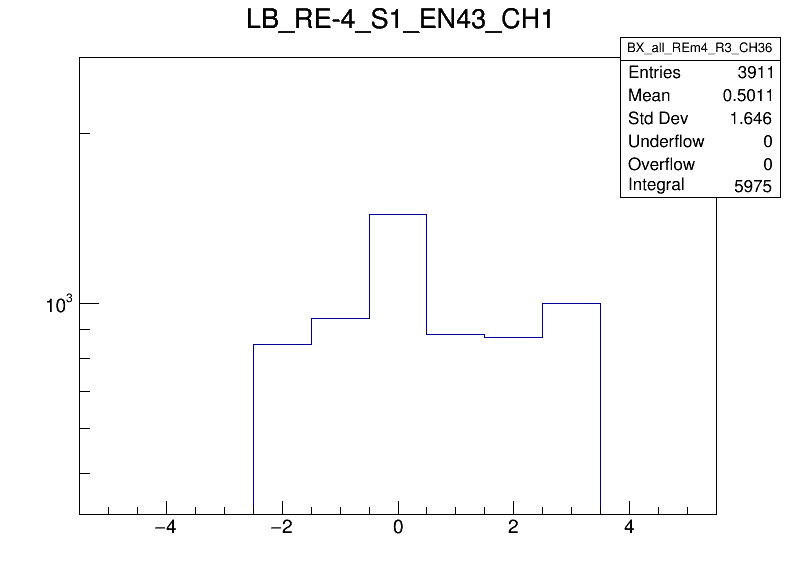 LB_RE-4_S1_EN43_CH1
BX_all_REm4_R3_CH36
Entries 3911
Mean 0.5011
Std Dev 1.646
Underflow 0
Overflow 0
Integral 5975
10³
−4 −2 0 2 4